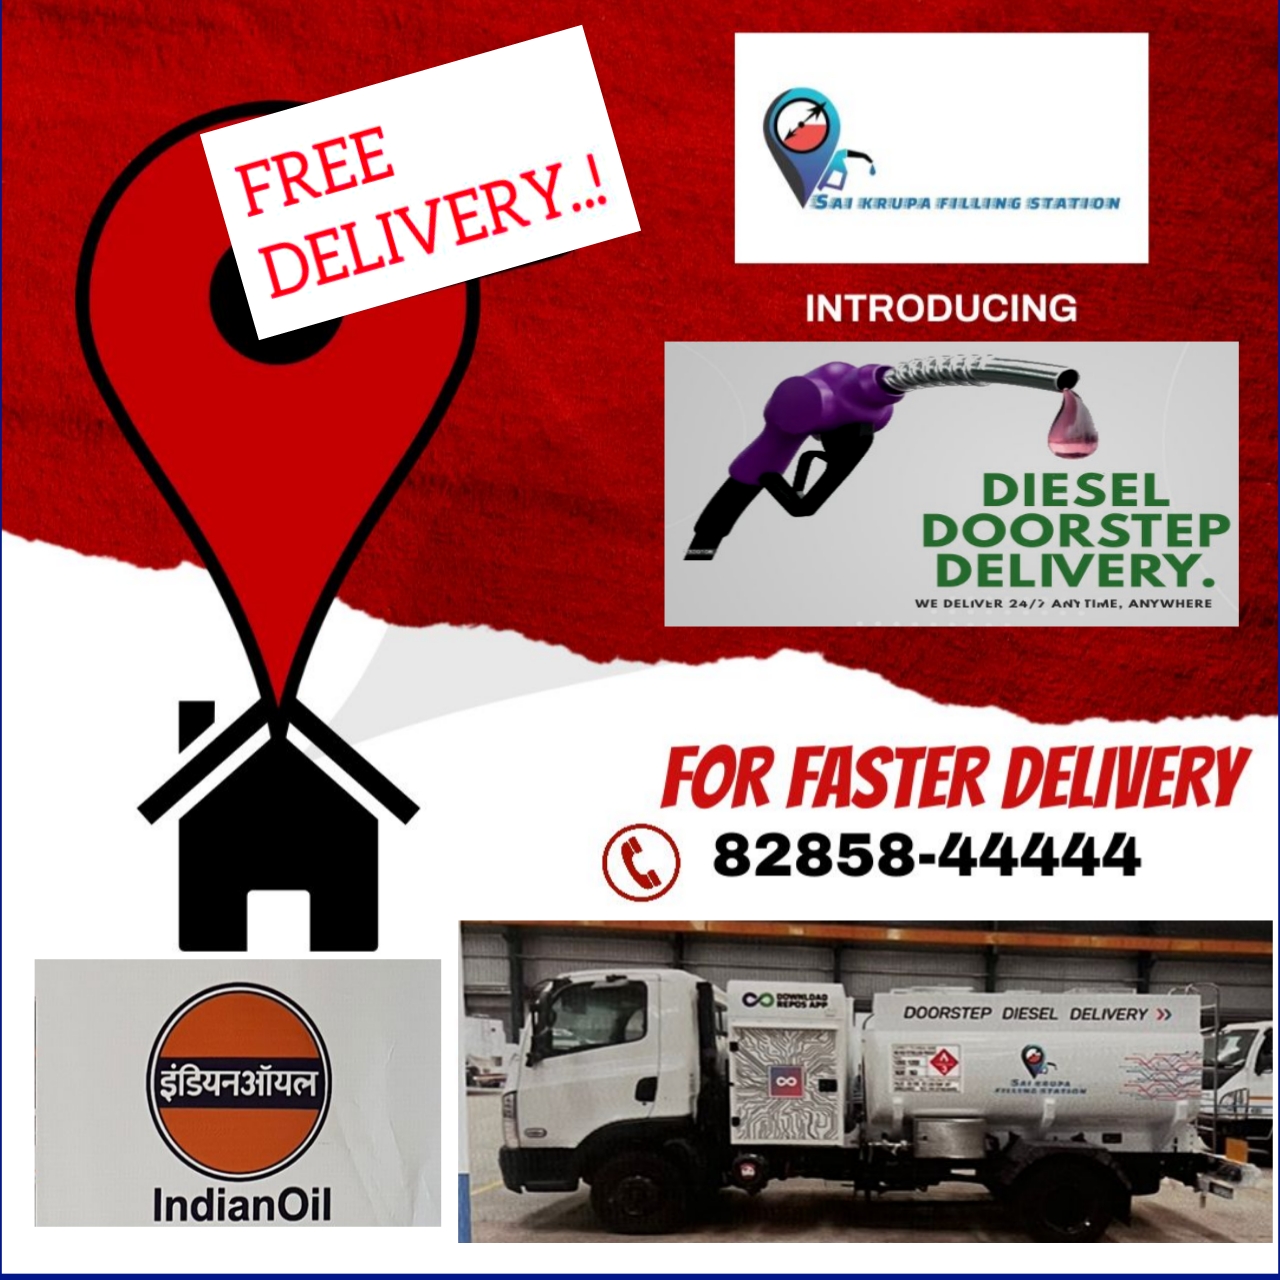 FREE
DELIVERY..!
SAI KRUPA FILLING STATION
INTRODUCING
DIESEL
DOORSTEP
DELIVERY.
WE DELIVER 24/7 ANYTIME, ANYWHERE
FOR FASTER DELIVERY
82858-44444
इंडियनऑयल
IndianOil
DOWNLOAD
REPOS APP
DOORSTEP DIESEL DELIVERY »
SAI KRUPA
FILLING STATION